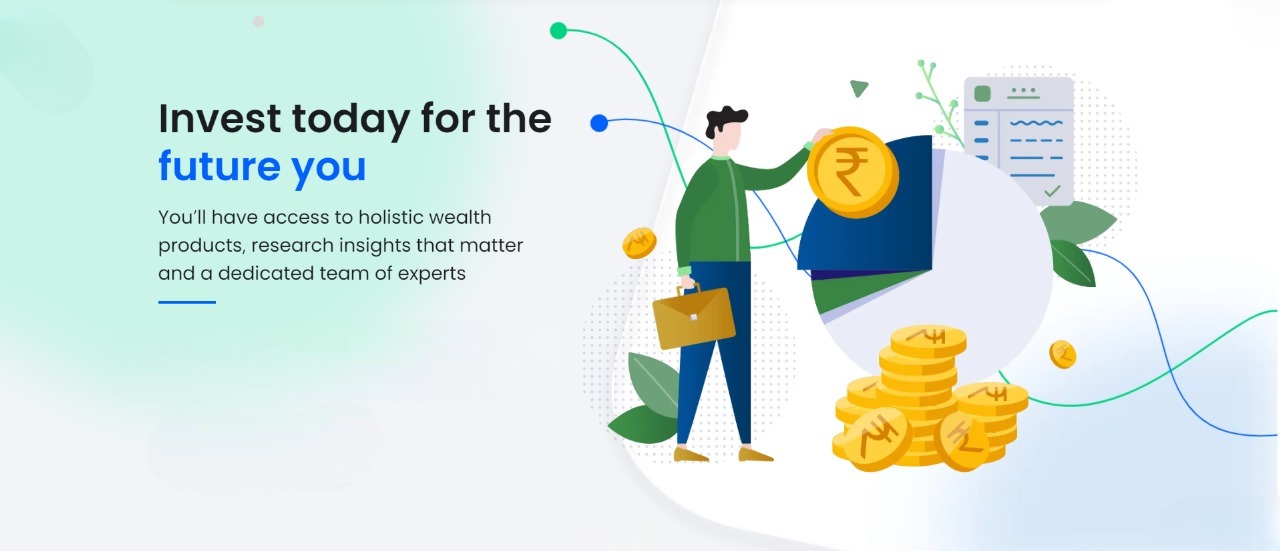 Invest today for the
future you
You’ll have access to holistic wealth
products, research insights that matter
and a dedicated team of experts
₹